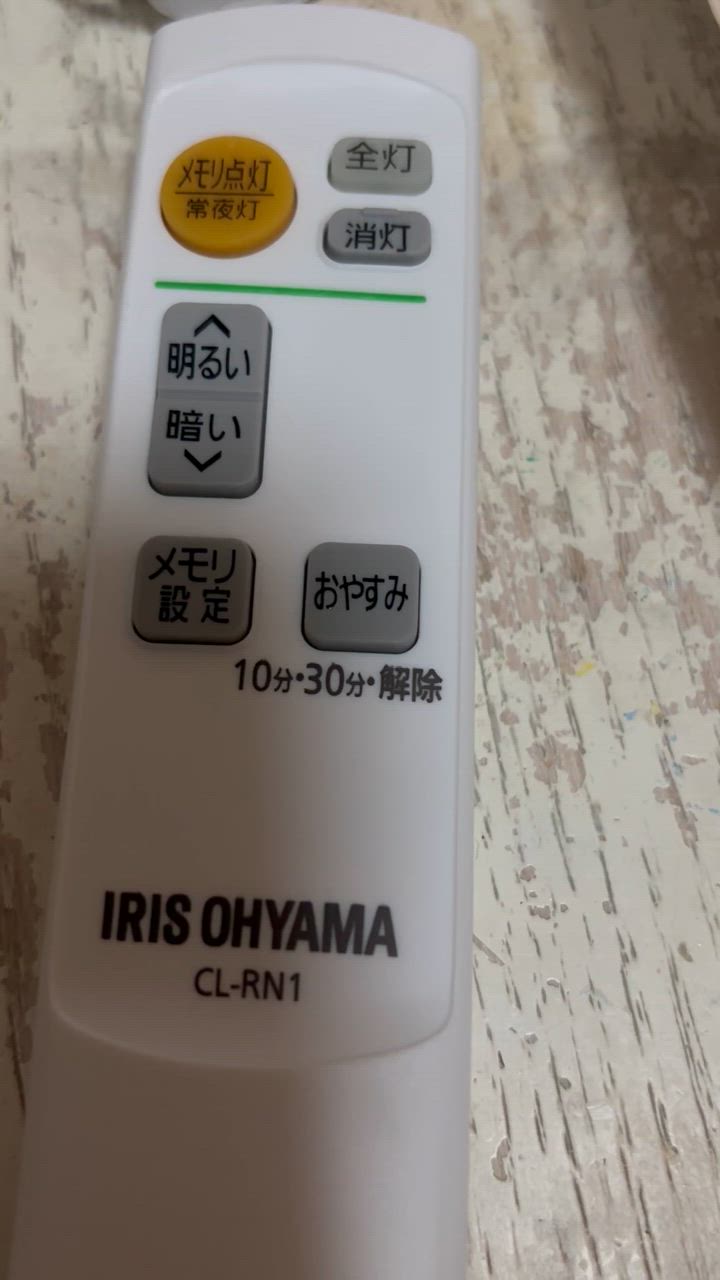 メモリ点灯
常夜灯
全灯
消灯
明るい
暗い
メモリ
設定
おやすみ
10分・30分・解除
IRIS OHYAMA
CL-RN1